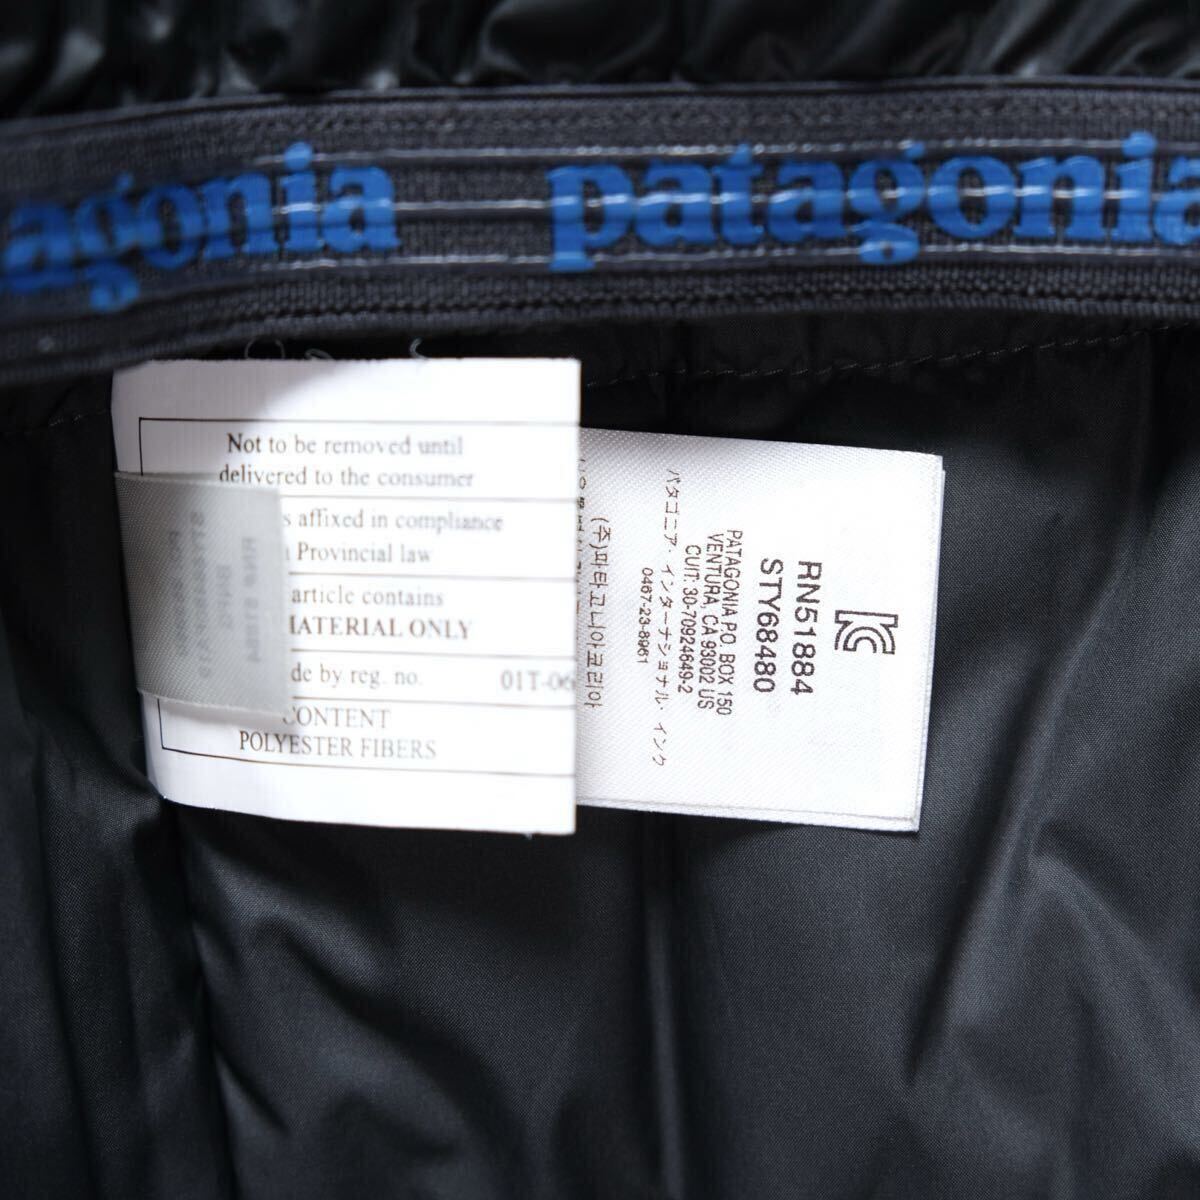 agonia patagonia
Not to be removed until
delivered to the consumer
affixed in compliance
Provincial law
article contains
MATERIAL ONLY
by reg. no. 01T-06
CONTENT
POLYESTER FIBERS
RN51884
STY68480
PATAGONIA P.O. BOX 150
VENTURA, CA 93002 US
CUIT: 30-70924649-2
パタゴニア・インターナショナル・インク
0467-23-8961
(주)파타고니아코리아